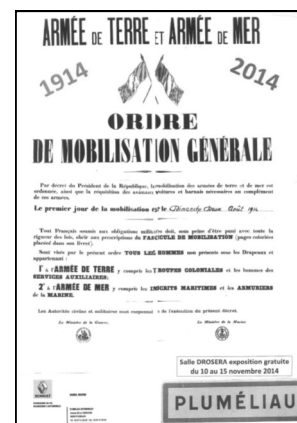 ARMÉE DE TERRE ET ARMÉE DE MER
1914
2014
ORDRE
DE MOBILISATION GÉNÉRALE
Par décret du Président de la République, la mobilisation des armées de terre et de mer est
ordonnée, ainsi que la réquisition des animaux, voitures et harnais nécessaires au complément
de ces armées.
Le premier jour de la mobilisation est le Dimanche Deux Août 1914
Tout Français soumis aux obligations militaires doit, sous peine d'être puni avec toute la
rigueur des lois, obéir aux prescriptions du FASCICULE DE MOBILISATION (pages coloriées
placées dans son livret).
Sont visés par le présent ordre TOUS LES HOMMES non présents sous les Drapeaux et
appartenant :
1° à l'ARMÉE DE TERRE y compris les TROUPES COLONIALES et les hommes des
SERVICES AUXILIAIRES;
2° à l'ARMÉE DE MER y compris les INSCRITS MARITIMES et les ARMURIERS
de la MARINE.
Les Autorités civiles et militaires sont responsables de l'exécution du présent décret.
Le Ministre de la Guerre,
Le Ministre de la Marine
Salle DROSERA exposition gratuite
du 10 au 15 novembre 2014
PLUMÉLIAU